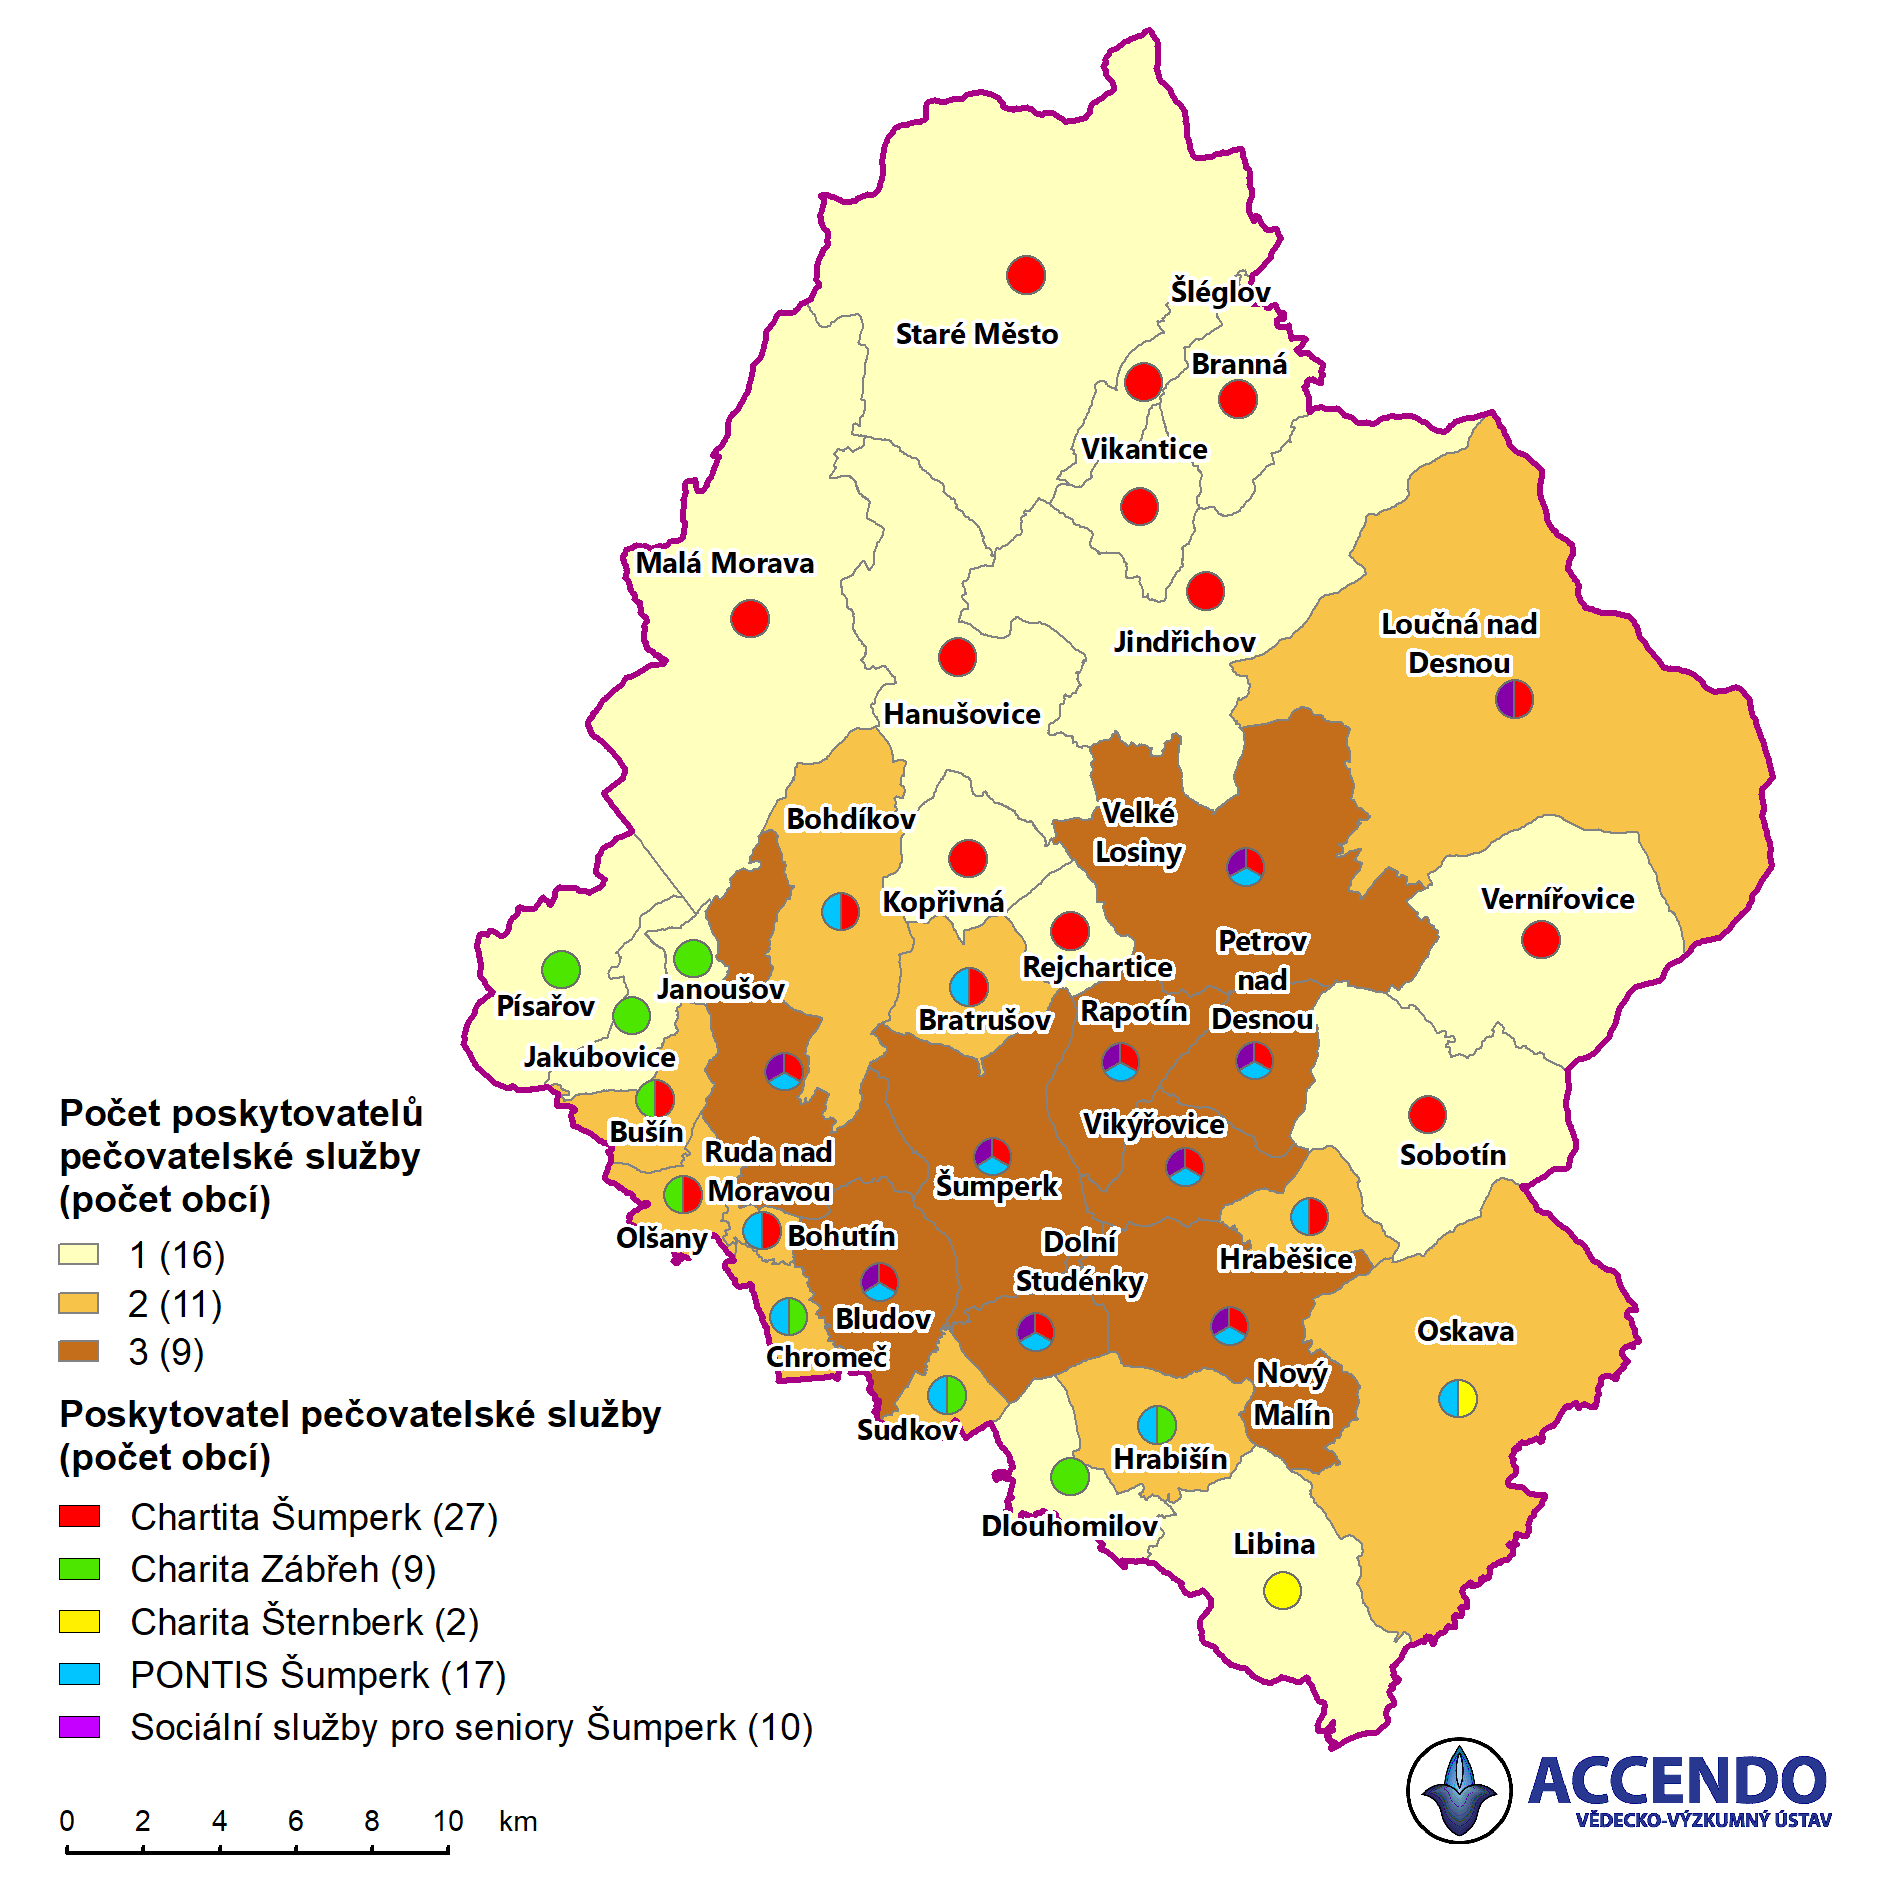 Šléglov
Staré Město
Branná
Vikantice
Malá Morava
Loučná nad
Desnou
Jindřichov
Hanušovice
Velké
Losiny
Bohdíkov
Kopřivná
Vernířovice
Petrov
nad
Desnou
Rejchartice
Janoušov
Písařov
Rapotín
Bratrušov
Jakubovice
Bušín
Vikýřovice
Ruda nad
Moravou
Sobotín
Šumperk
Olšany
Bohutín
Dolní
Studénky
Hraběšice
Bludov
Oskava
Chromeč
Nový
Malín
Sudkov
Hrabišín
Dlouhomilov
Libina
Počet poskytovatelů
pečovatelské služby
(počet obcí)
1 (16)
2 (11)
3 (9)
Poskytovatel pečovatelské služby
(počet obcí)
Chartita Šumperk (27)
Charita Zábřeh (9)
Charita Šternberk (2)
PONTIS Šumperk (17)
Sociální služby pro seniory Šumperk (10)
0 2 4 6 8 10 km
ACCENDO
VĚDECKO-VÝZKUMNÝ ÚSTAV